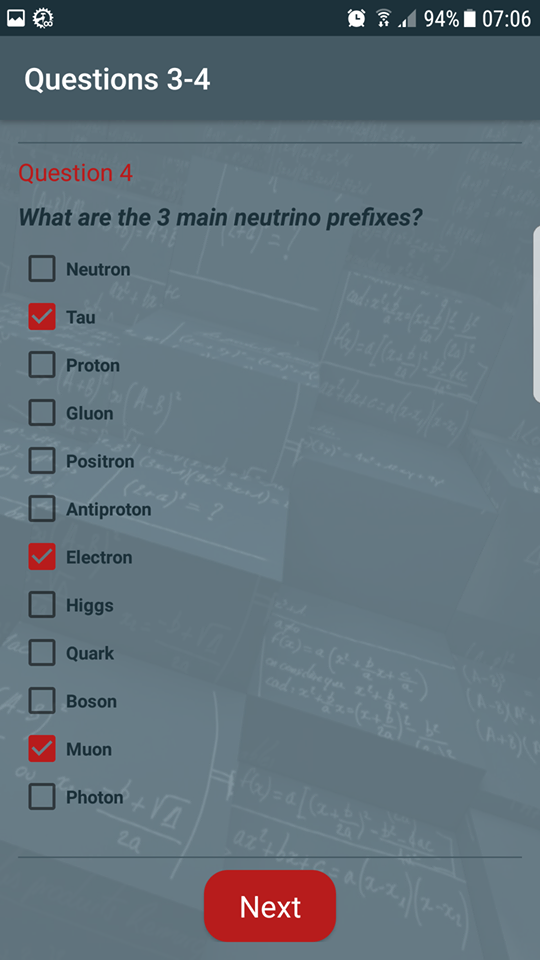 94% 07:06
Questions 3-4
Question 4
What are the 3 main neutrino prefixes?
Neutron
Tau
Proton
Gluon
Positron
Antiproton
Electron
Higgs
Quark
Boson
Muon
Photon
Next